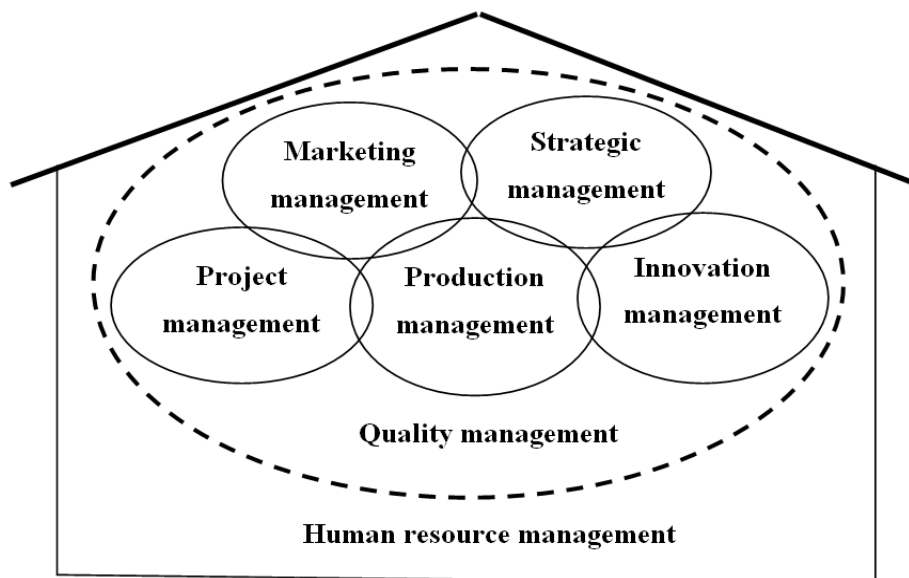 Marketing
management
Strategic
management
Project
management
Production
management
Innovation
management
Quality management
Human resource management